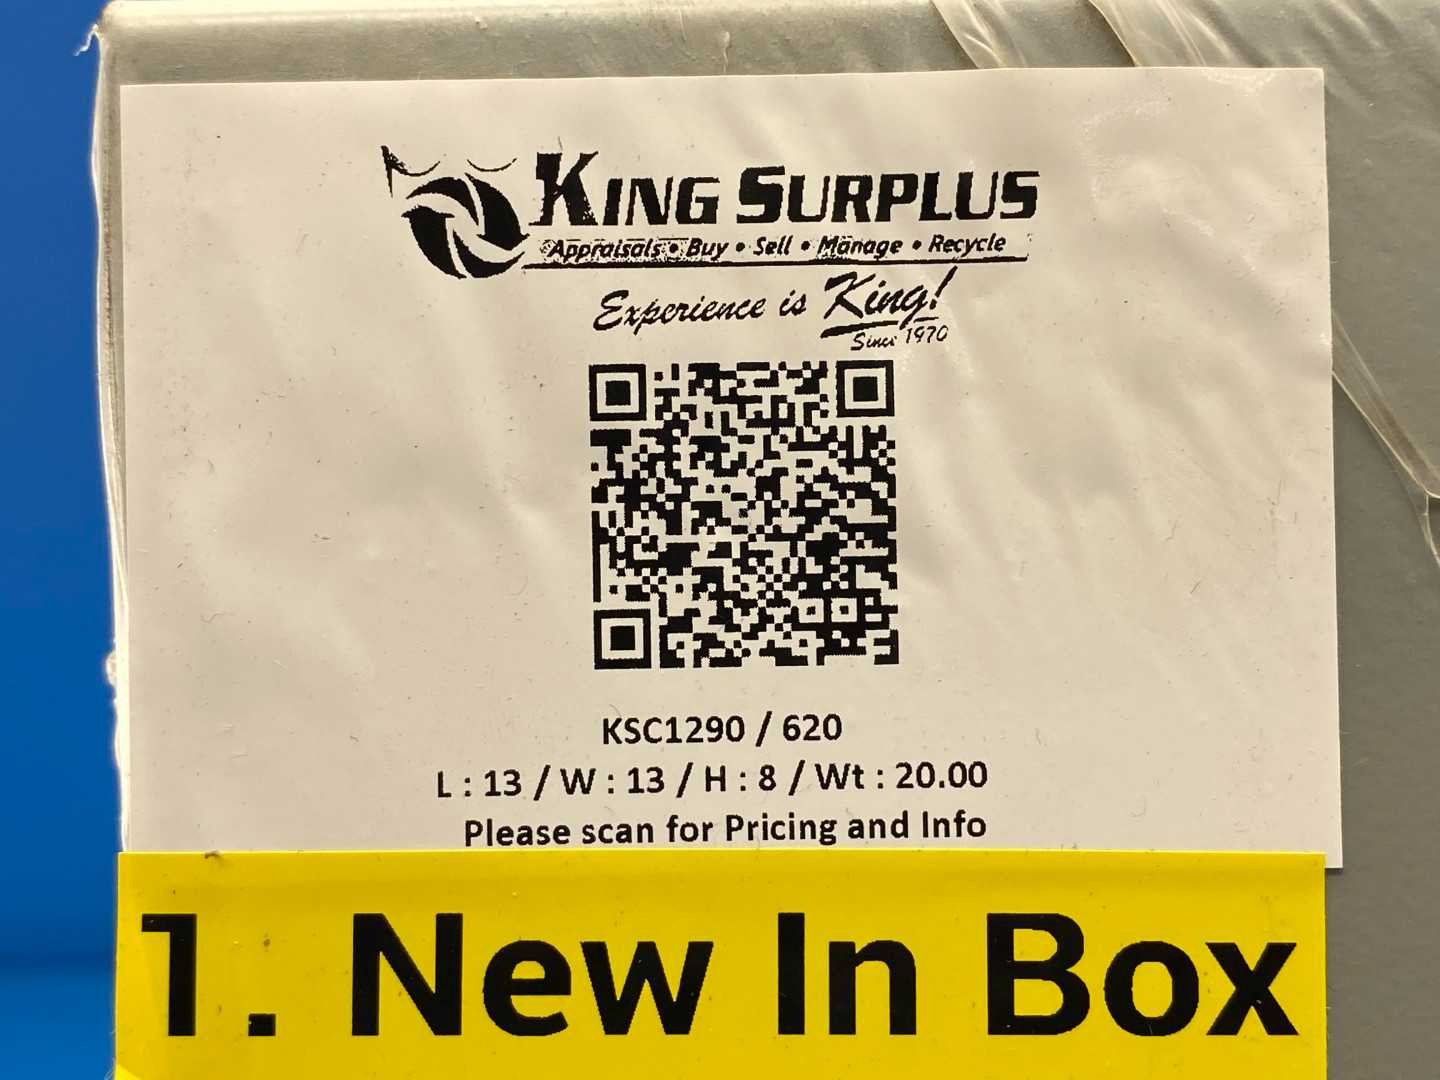 KING SURPLUS
Appraisals • Buy • Sell • Manage • Recycle
Experience is King!
Since 1970
KSC1290 / 620
L : 13 / W : 13 / H : 8 / Wt : 20.00
Please scan for Pricing and Info
1. New In Box